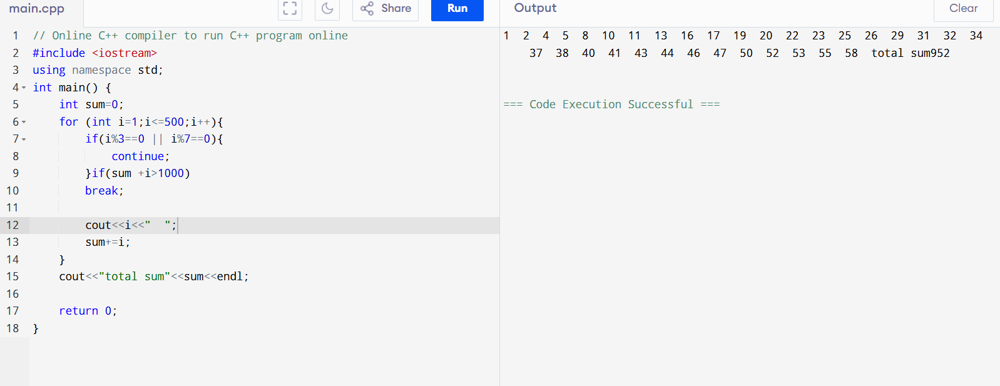 main.cpp
Share
Run
Output
Clear
1 // Online C++ compiler to run C++ program online
2 #include <iostream>
3 using namespace std;
4 int main() {
5     int sum=0;
6     for (int i=1;i<=500;i++){
7         if(i%3==0 || i%7==0){
8             continue;
9         }if(sum +i>1000)
10         break;
11
12         cout<<i<<"  ";
13         sum+=i;
14     }
15     cout<<"total sum"<<sum<<endl;
16
17     return 0;
18 }
1  2  4  5  8  10  11  13  16  17  19  20  22  23  25  26  29  31  32  34
37  38  40  41  43  44  46  47  50  52  53  55  58  total sum952
=== Code Execution Successful ===